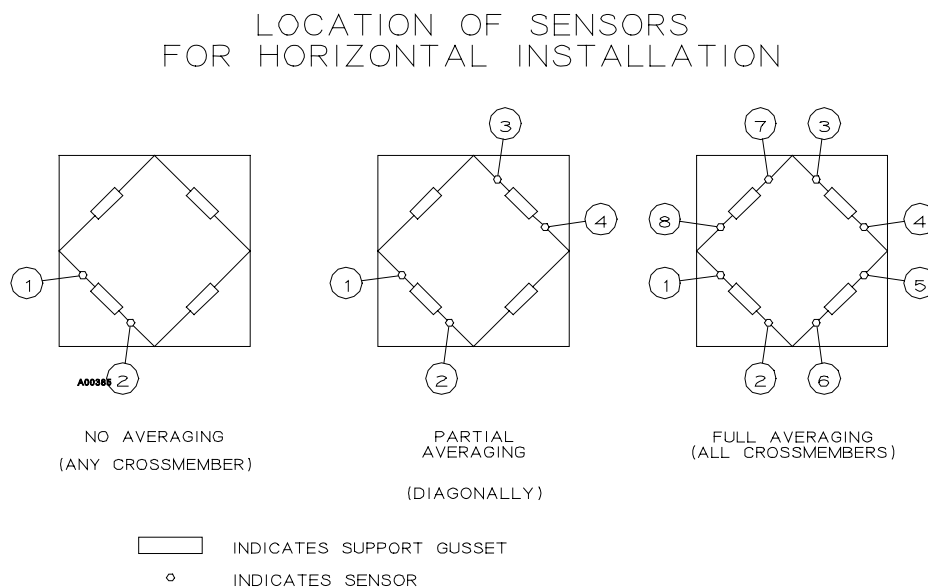 LOCATION OF SENSORS
FOR HORIZONTAL INSTALLATION
3
7
3
4
8
4
1
1
1
5
A00385
2
2
2
6
NO AVERAGING
(ANY CROSSMEMBER)
PARTIAL
AVERAGING
(DIAGONALLY)
FULL AVERAGING
(ALL CROSSMEMBERS)
INDICATES SUPPORT GUSSET
INDICATES SENSOR